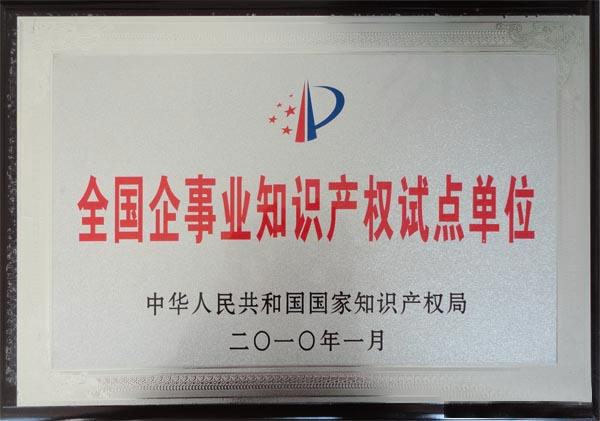 全国企事业知识产权试点单位
中华人民共和国国家知识产权局
二〇一〇年一月